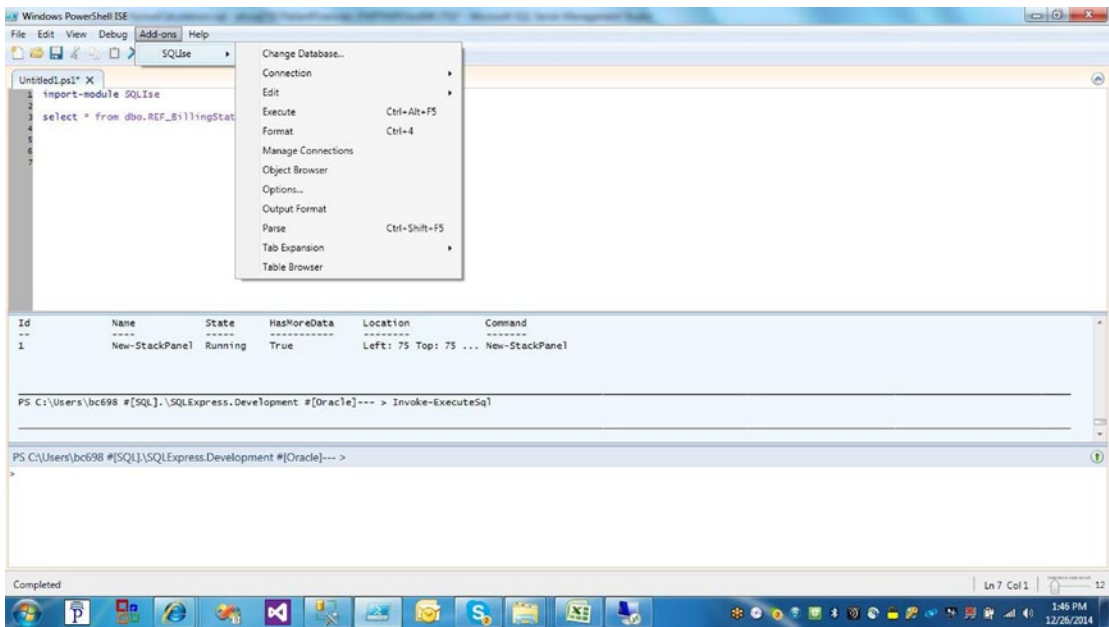 Windows PowerShell ISE
File Edit View Debug Add-ons Help
SQLIse
Change Database...
Connection
Edit
Execute Ctrl+Alt+F5
Format Ctrl+4
Manage Connections
Object Browser
Options...
Output Format
Parse Ctrl+Shift+F5
Tab Expansion
Table Browser
Untitled1.ps1* X
1 import-module SQLIse
2
3 select * from dbo.REF_BillingStat
4
5
6
7
Id Name State HasMoreData Location Command
-- ---- ----- ----------- -------- -------
1 New-StackPanel Running True Left: 75 Top: 75 ... New-StackPanel
PS C:\Users\bc698 #[SQL].\SQLExpress.Development #[Oracle]--- > Invoke-ExecuteSql
PS C:\Users\bc698 #[SQL].\SQLExpress.Development #[Oracle]--- >
>
Completed
Ln 7 Col 1
12
1:46 PM
12/26/2014